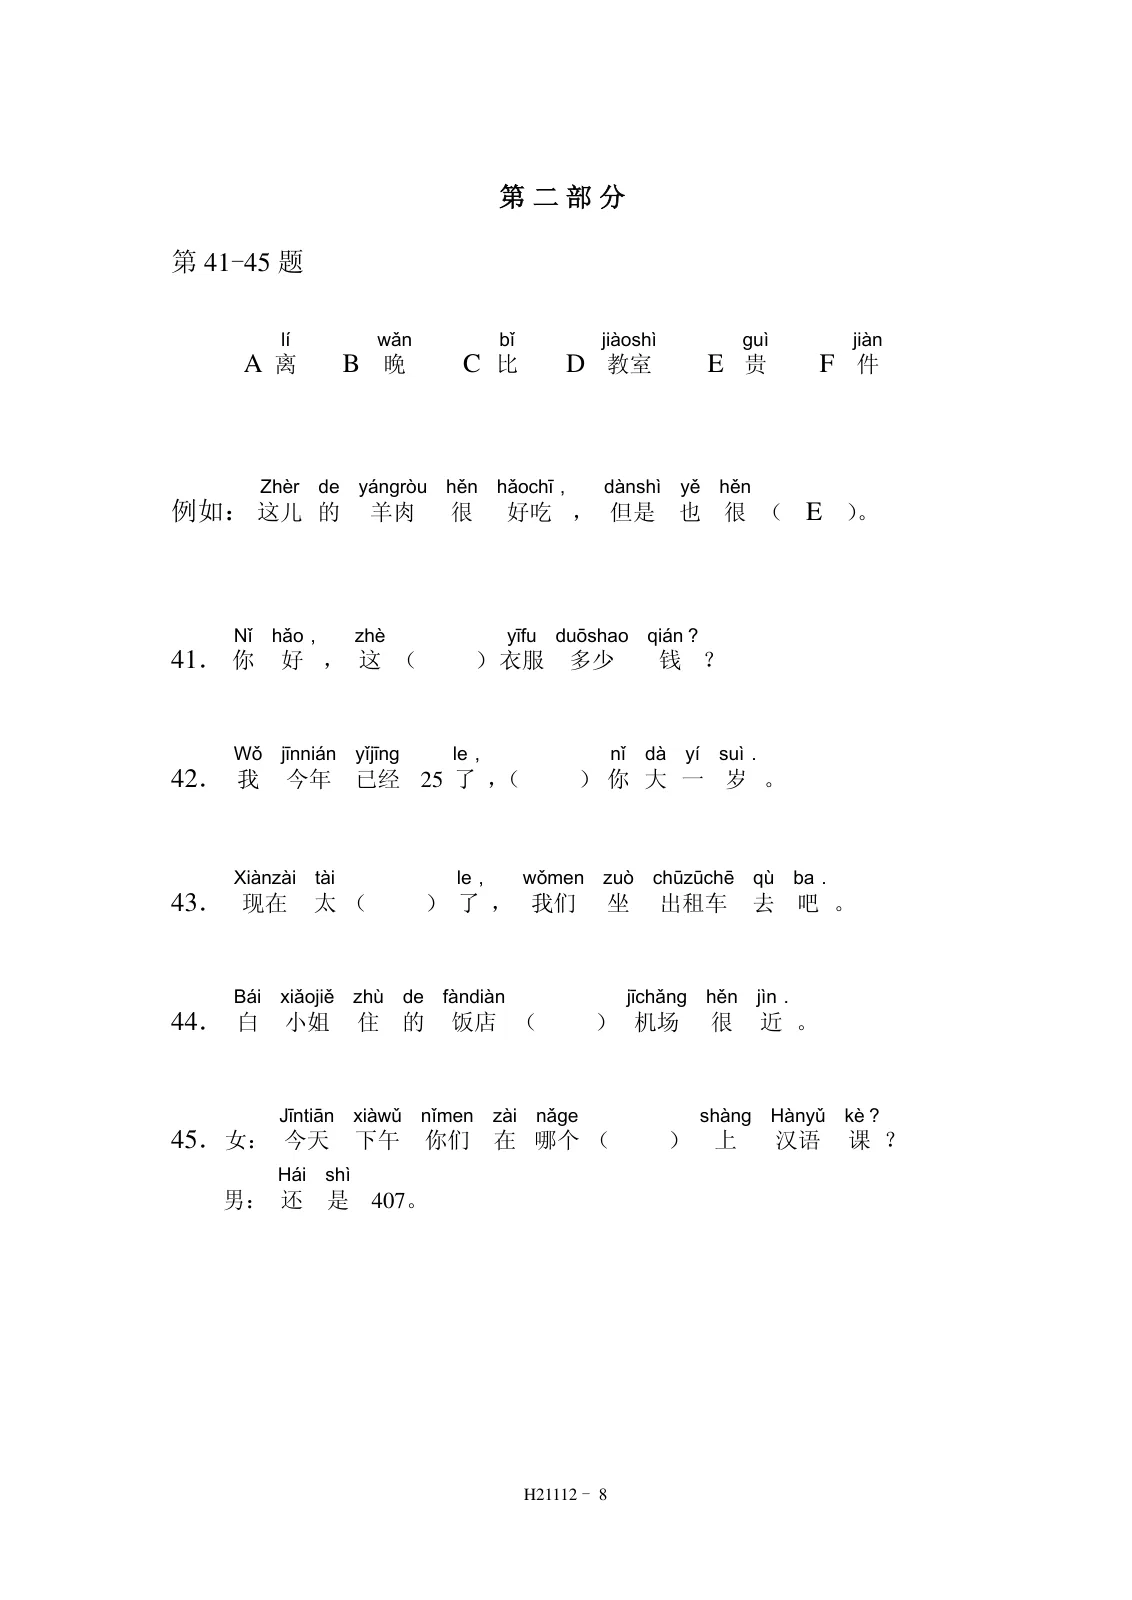 第二部分
第 41-45 题
lí wǎn bǐ jiàoshì guì jiàn
A 离 B 晚 C 比 D 教室 E 贵 F 件
Zhèr de yángròu hěn hǎochī, dànshì yě hěn
例如：这儿 的 羊肉 很 好吃，但是 也 很（ E ）。
Nǐ hǎo, zhè yīfu duōshao qián?
41． 你 好，这（ ）衣服 多少 钱？
Wǒ jīnnián yǐjīng le, nǐ dà yí suì.
42． 我 今年 已经 25 了，（ ）你 大 一 岁。
Xiànzài tài le, wǒmen zuò chūzūchē qù ba.
43． 现在 太（ ）了，我们 坐 出租车 去 吧。
Bái xiǎojiě zhù de fàndiàn jīchǎng hěn jìn.
44． 白 小姐 住 的 饭店（ ）机场 很 近。
Jīntiān xiàwǔ nǐmen zài nǎge shàng Hànyǔ kè?
45．女：今天 下午 你们 在 哪个（ ）上 汉语 课？
Hái shì
男：还 是 407。
H21112－ 8